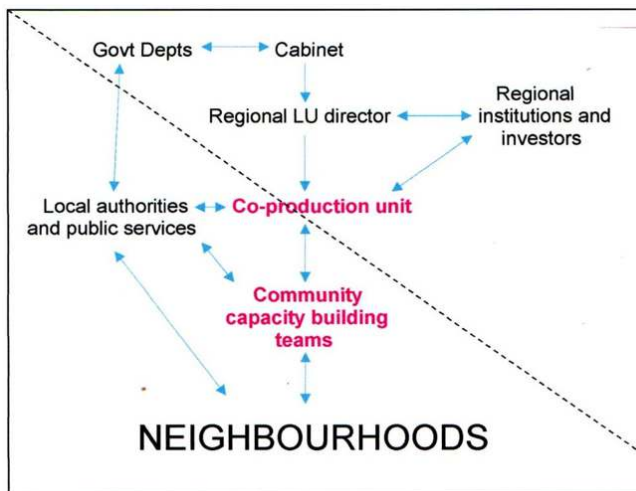 Govt Depts
Cabinet
Regional LU director
Regional
institutions and
investors
Local authorities
and public services
Co-production unit
Community
capacity building
teams
NEIGHBOURHOODS